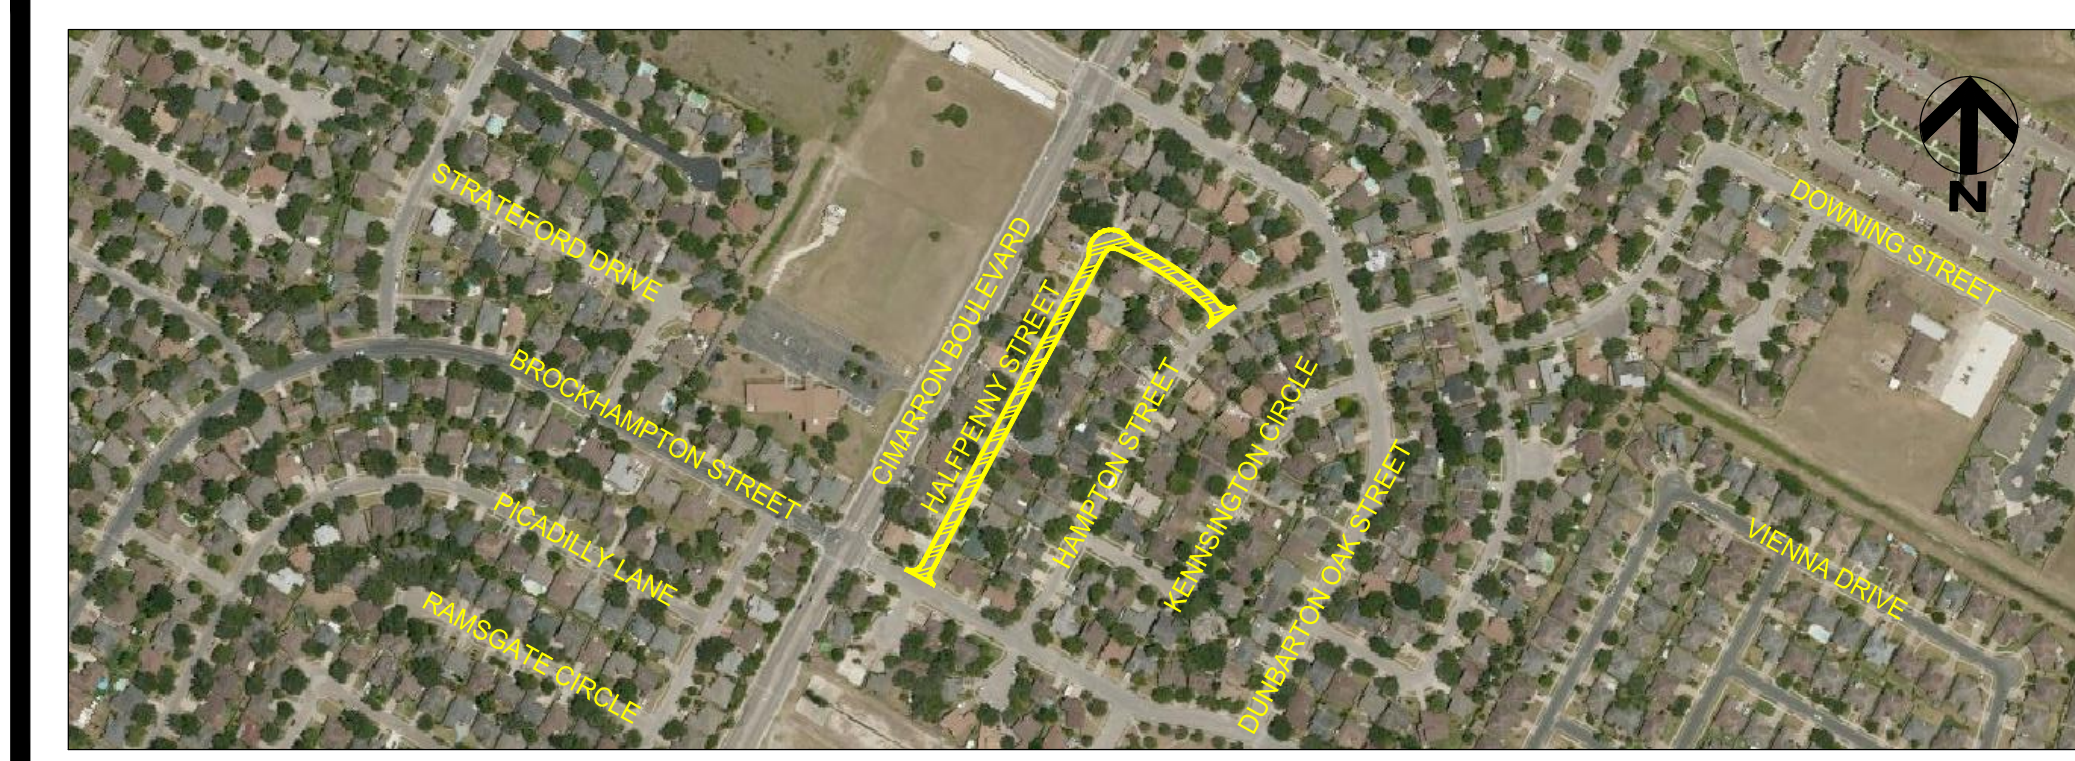 STRATEFORD DRIVE
DOWNING STREET
N
CIMARRON BOULEVARD
HALFPENNY STREET
BROCKHAMPTON STREET
HAMPTON STREET
KENNSINGTON CIRCLE
DUNBARTON OAK STREET
PICADILLY LANE
VIENNA DRIVE
RAMSGATE CIRCLE